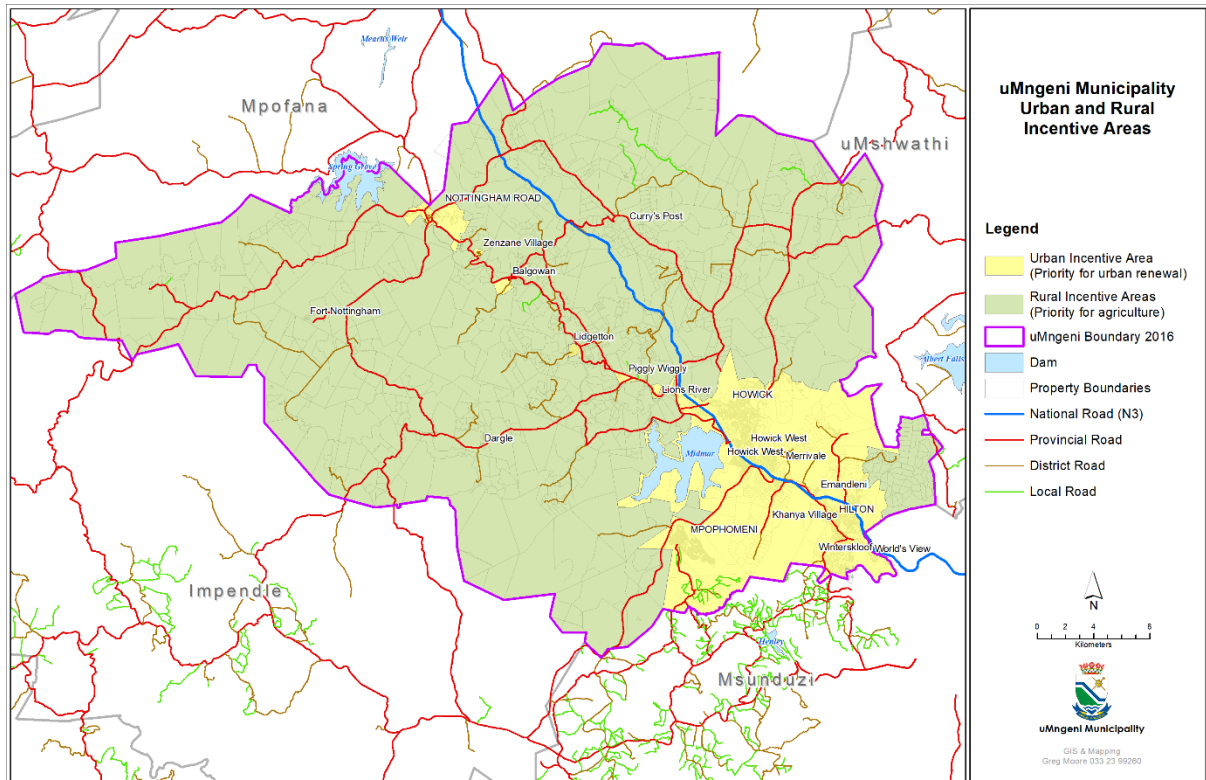 Mearns Weir
Mpofana
uMshwathi
Spring Grove
NOTTINGHAM ROAD
Curry's Post
Zenzane Village
Balgowan
Fort Nottingham
Lidgetton
Albert Falls
Piggly Wiggly
Lions River
HOWICK
Dargle
Howick West
Midmar
Howick West
Merrivale
Emandleni
Khanya Village
HILTON
MPOPHOMENI
Winterskloof
World's View
Impendle
Henley
Msunduzi
uMngeni Municipality
Urban and Rural
Incentive Areas
Legend
Urban Incentive Area
(Priority for urban renewal)
Rural Incentive Areas
(Priority for agriculture)
uMngeni Boundary 2016
Dam
Property Boundaries
National Road (N3)
Provincial Road
District Road
Local Road
N
0 2 4 8
Kilometers
uMngeni Municipality
GIS & Mapping
Greg Moore 033 23 99260